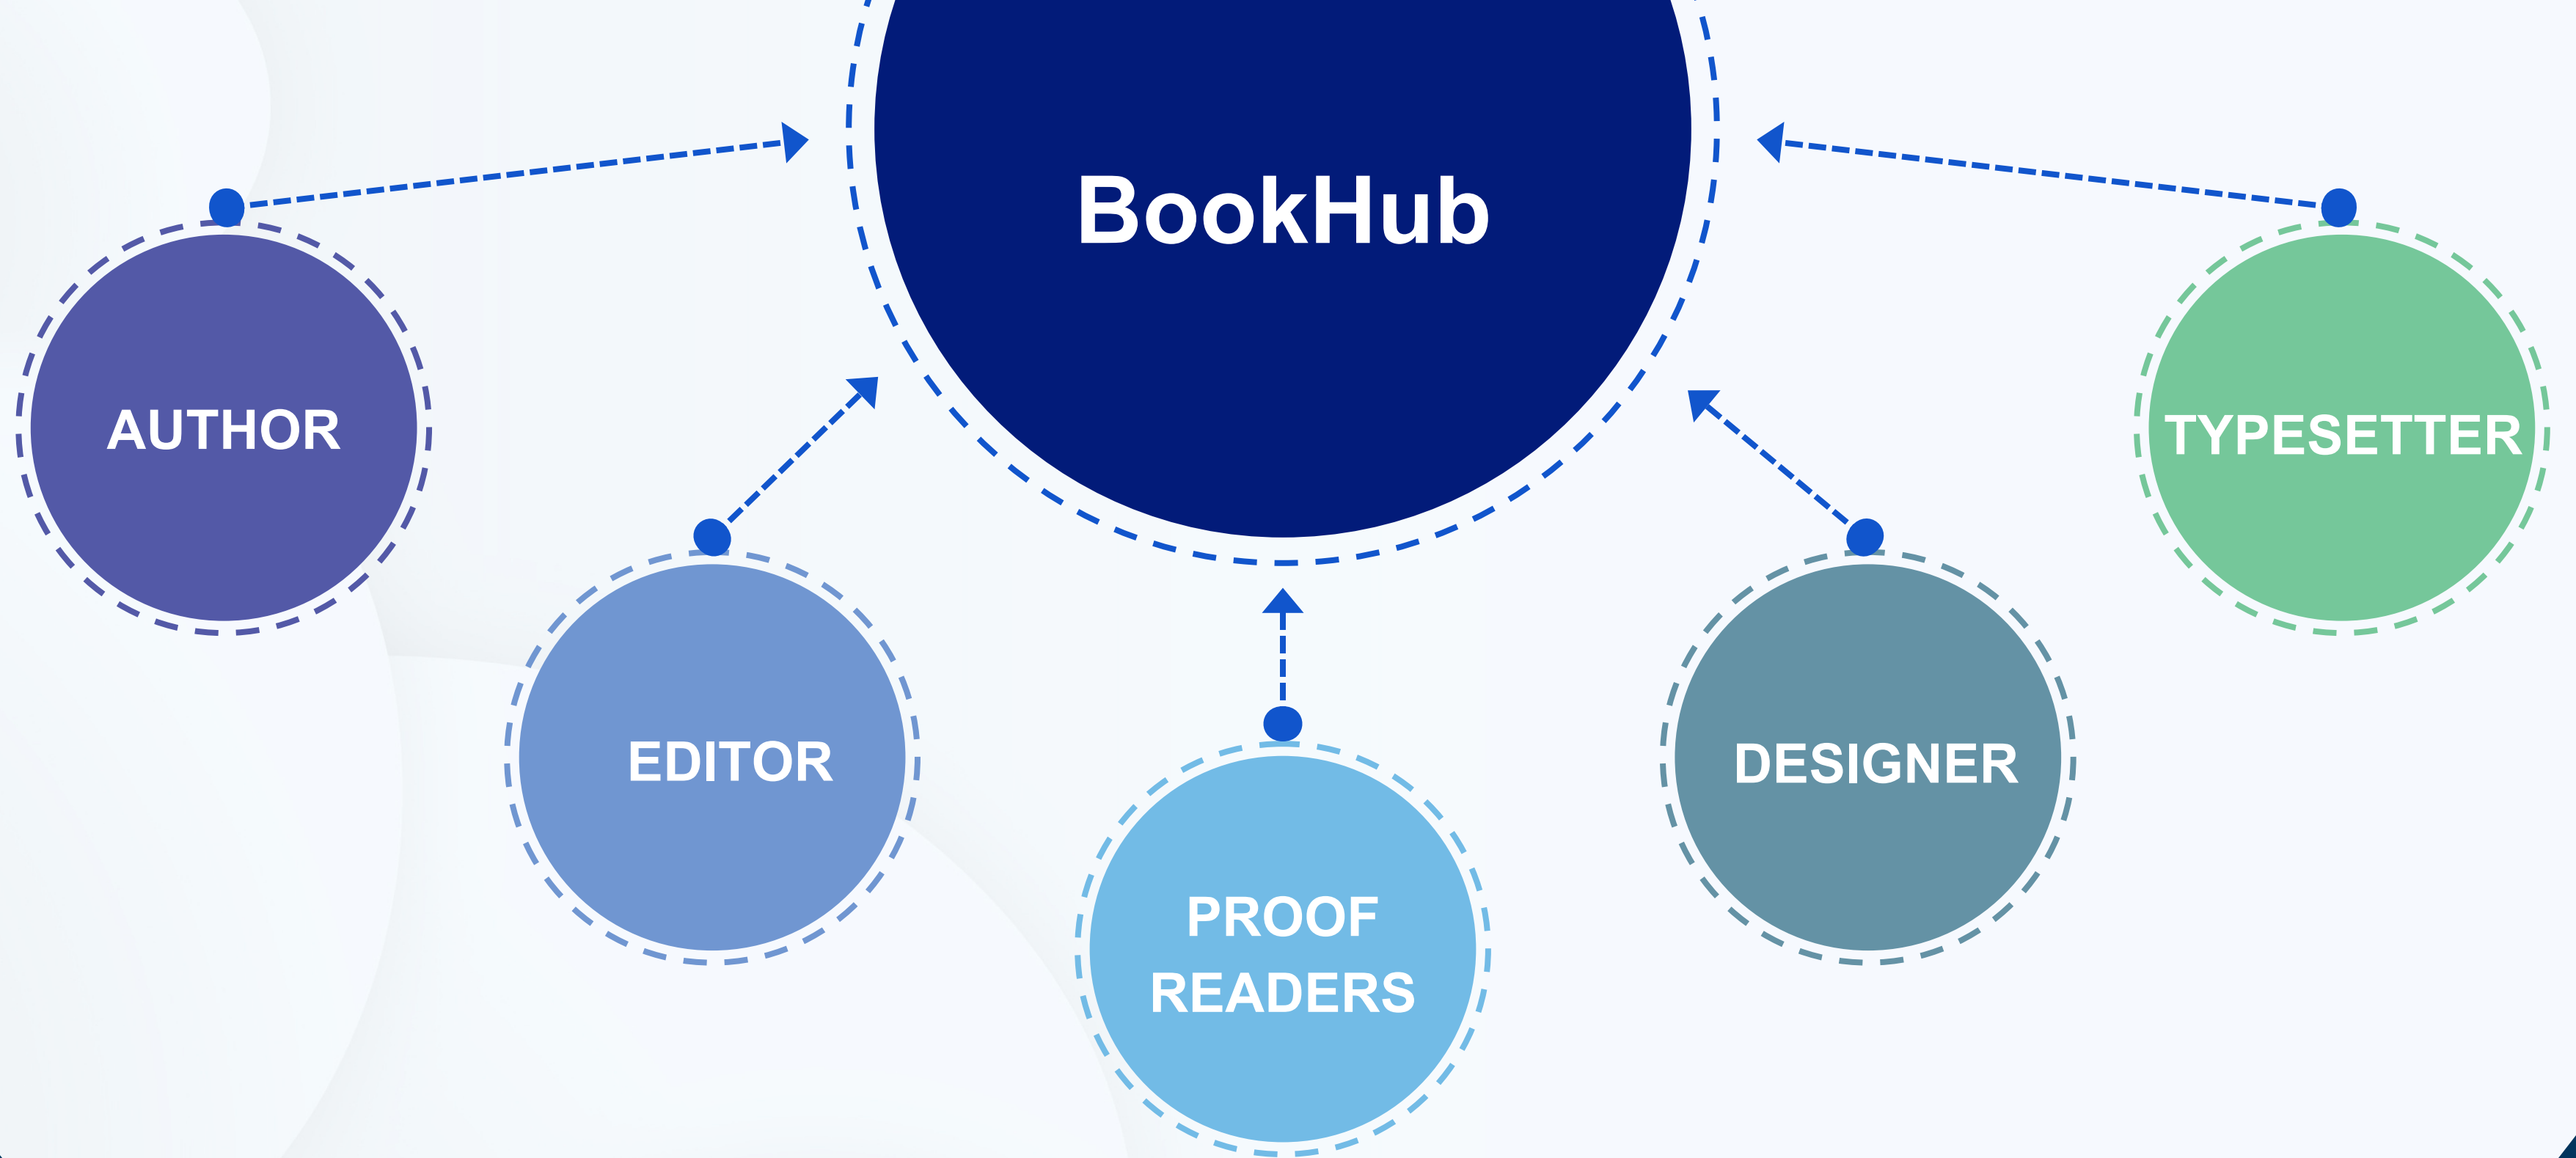 BookHub
AUTHOR
TYPESETTER
EDITOR
DESIGNER
PROOF
READERS